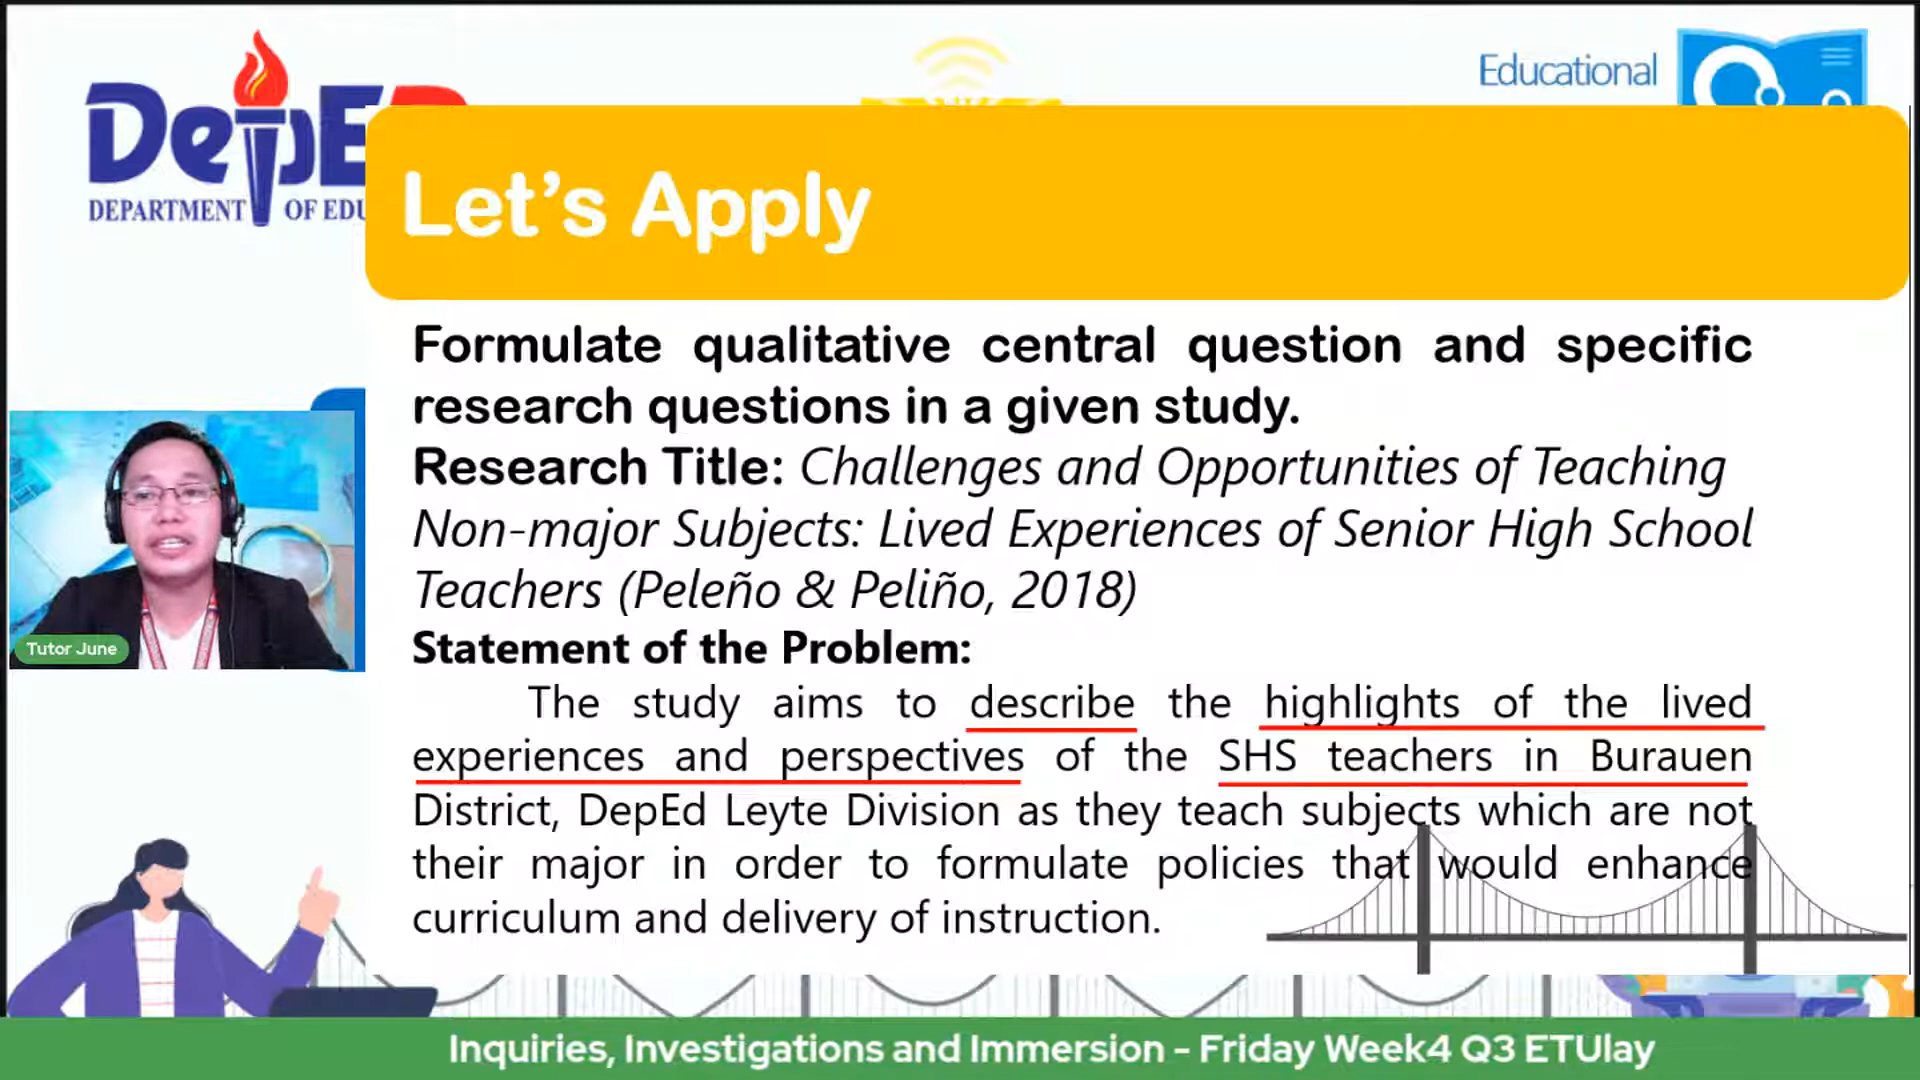 DepE
DEPARTMENT OF EDU
Educational
Let's Apply
Formulate qualitative central question and specific
research questions in a given study.
Research Title: Challenges and Opportunities of Teaching
Non-major Subjects: Lived Experiences of Senior High School
Teachers (Peleño & Peliño, 2018)
Statement of the Problem:
The study aims to describe the highlights of the lived
experiences and perspectives of the SHS teachers in Burauen
District, DepEd Leyte Division as they teach subjects which are not
their major in order to formulate policies that would enhance
curriculum and delivery of instruction.
Tutor June
Inquiries, Investigations and Immersion - Friday Week4 Q3 ETUlay